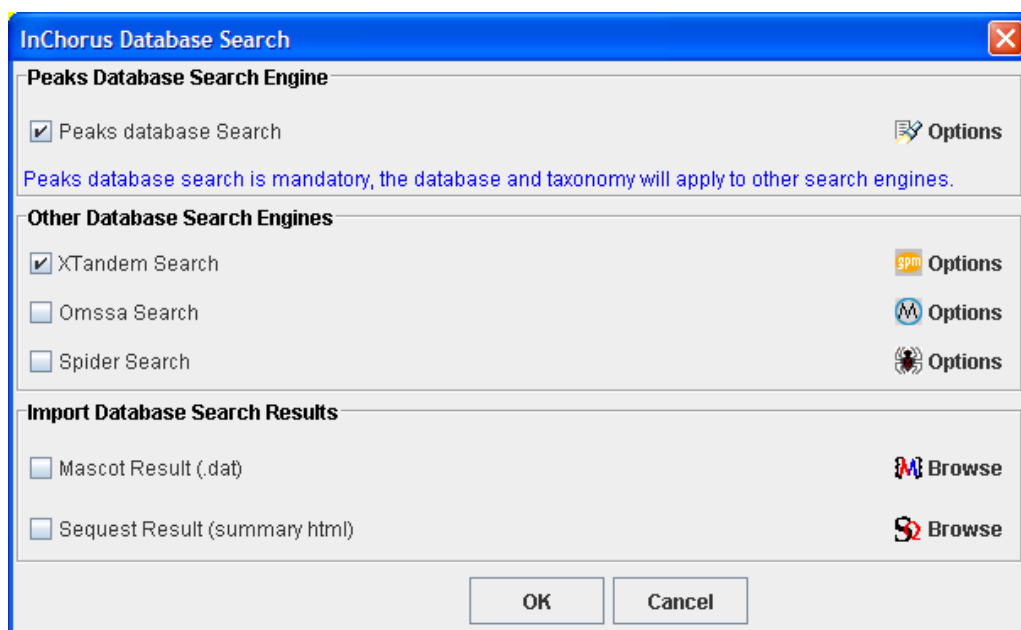 InChorus Database Search
Peaks Database Search Engine
Peaks database Search Options
Peaks database search is mandatory, the database and taxonomy will apply to other search engines.
Other Database Search Engines
XTandem Search gpm Options
Omssa Search Options
Spider Search Options
Import Database Search Results
Mascot Result (.dat) M Browse
Sequest Result (summary html) Browse
OK Cancel